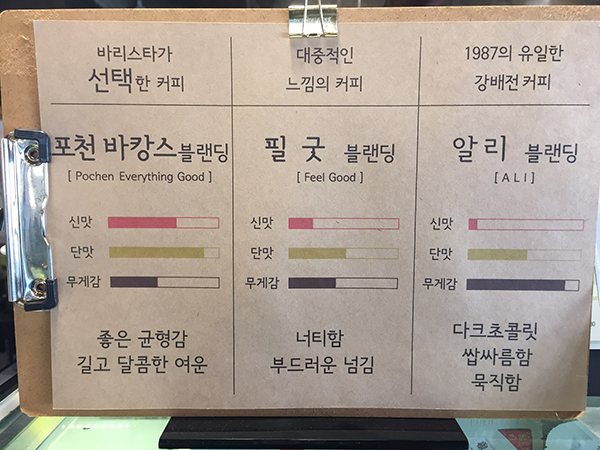 바리스타가
선택한 커피
포천 바캉스 블랜딩
[ Pochen Everything Good ]
신맛
단맛
무게감
좋은 균형감
길고 달콤한 여운
대중적인
느낌의 커피
필 굿 블랜딩
[ Feel Good ]
신맛
단맛
무게감
너티함
부드러운 넘김
1987의 유일한
강배전 커피
알 리 블랜딩
[ A L I ]
신맛
단맛
무게감
다크초콜릿
쌉싸름함
묵직함